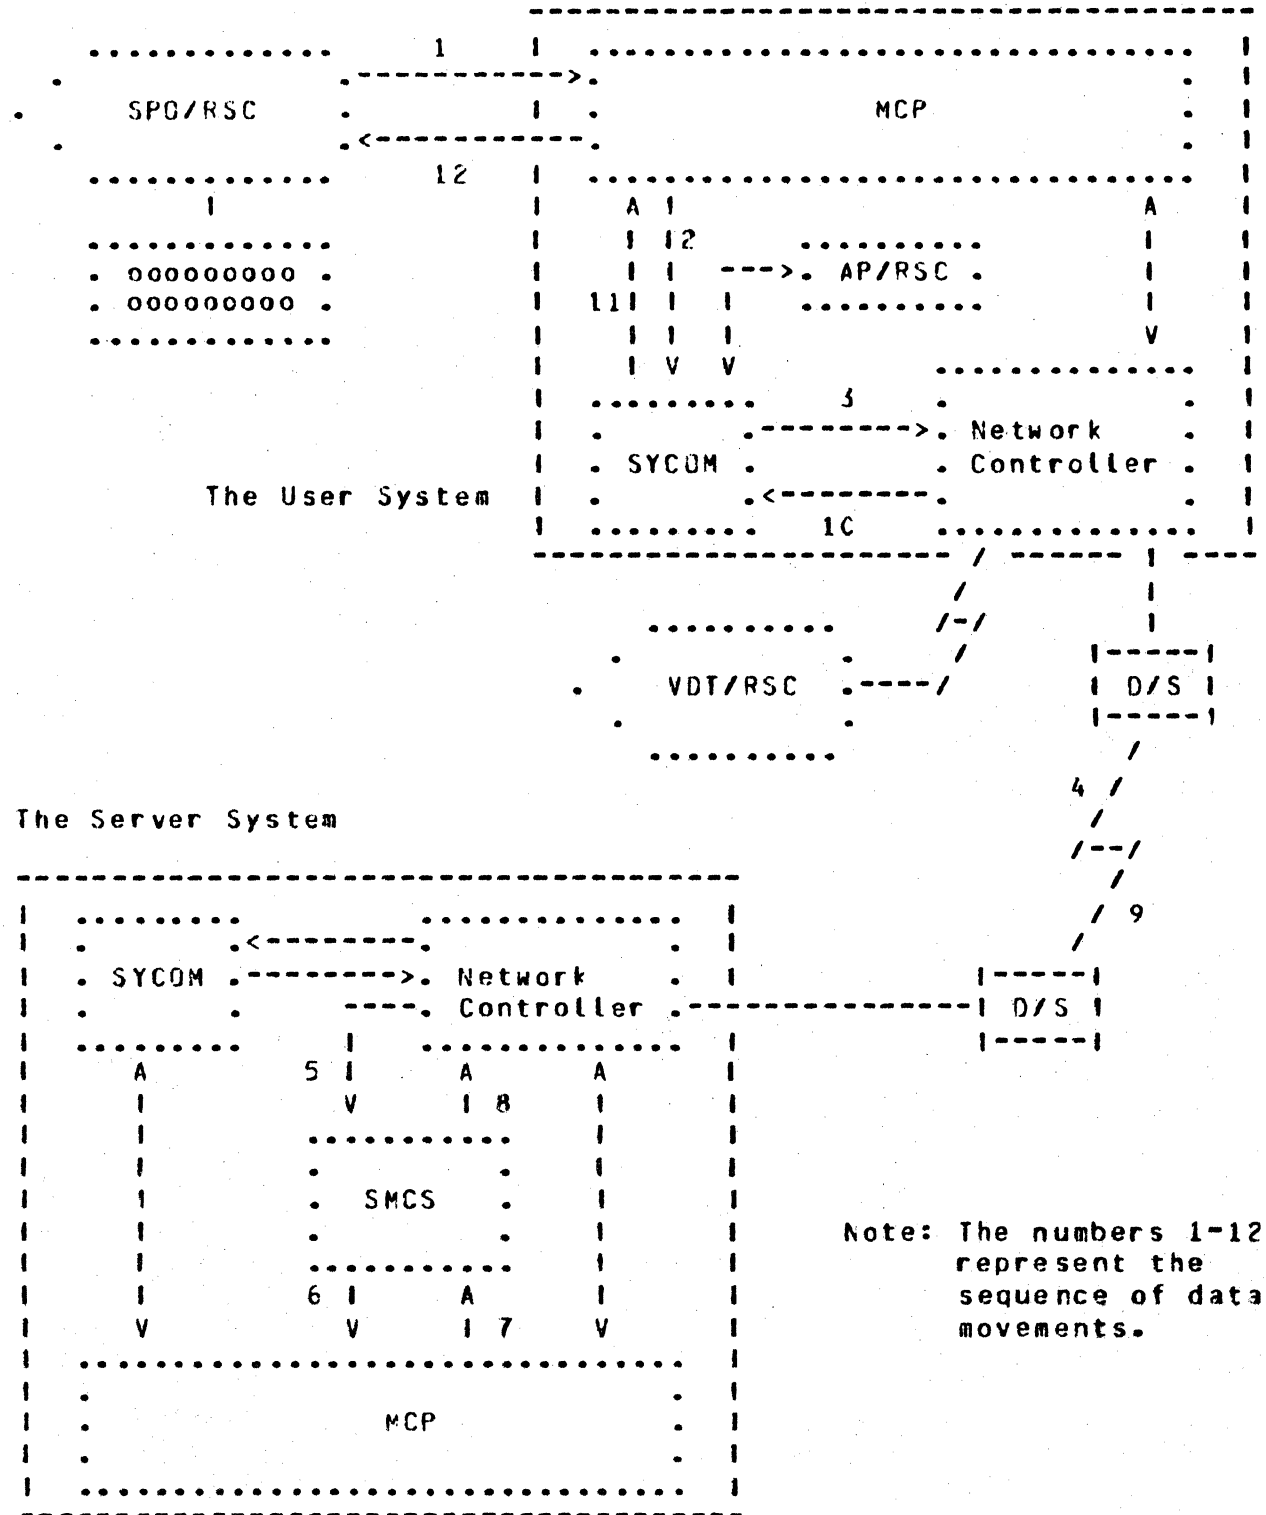 1
SPO/RSC
MCP
12
2
AP/RSC
ooooooooo
ooooooooo
11
3
Network
SYCOM
Controller
The User System
10
VDT/RSC
D/S
4
The Server System
9
SYCOM
Network
Controller
D/S
5
8
SMCS
Note: The numbers 1-12
represent the
sequence of data
movements.
6
7
MCP